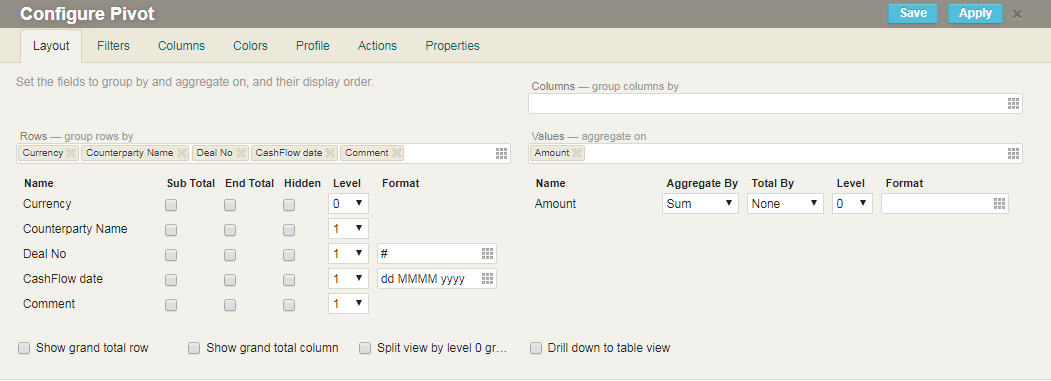 Configure Pivot Save Apply ×
Layout Filters Columns Colors Profile Actions Properties
Set the fields to group by and aggregate on, and their display order.
Columns — group columns by
Rows — group rows by
Currency Counterparty Name Deal No CashFlow date Comment
Values — aggregate on
Amount
Name Sub Total End Total Hidden Level Format
Currency 0
Counterparty Name 1
Deal No 1 #
CashFlow date 1 dd MMMM yyyy
Comment 1
Name Aggregate By Total By Level Format
Amount Sum None 0
Show grand total row Show grand total column Split view by level 0 gr... Drill down to table view